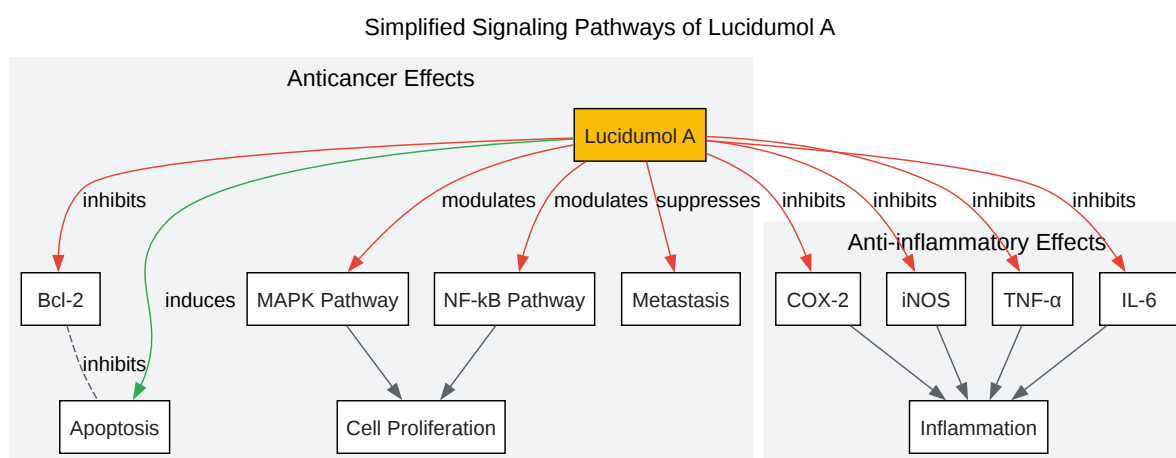 Simplified Signaling Pathways of Lucidumol A
Anticancer Effects
Lucidumol A
inhibits
modulates
modulates
suppresses
inhibits
inhibits
inhibits
inhibits
Anti-inflammatory Effects
Bcl-2
induces
MAPK Pathway
NF-kB Pathway
Metastasis
COX-2
iNOS
TNF-α
IL-6
inhibits
Apoptosis
Cell Proliferation
Inflammation